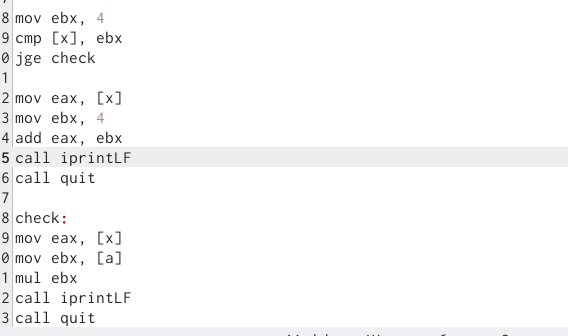 8 mov ebx, 4
9 cmp [x], ebx
0 jge check
1
2 mov eax, [x]
3 mov ebx, 4
4 add eax, ebx
5 call iprintLF
6 call quit
7
8 check:
9 mov eax, [x]
0 mov ebx, [a]
1 mul ebx
2 call iprintLF
3 call quit